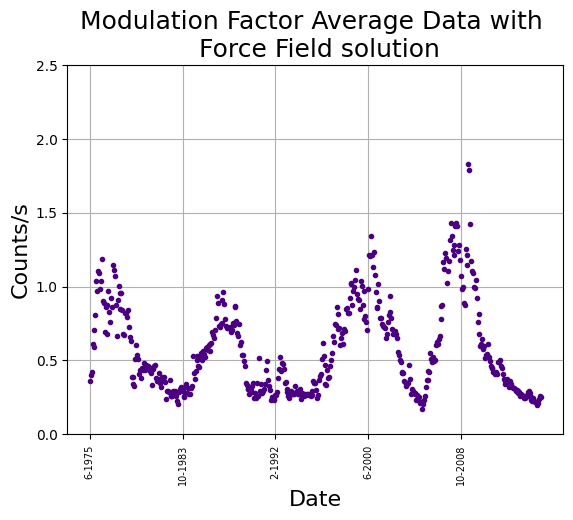 Modulation Factor Average Data with
Force Field solution
Counts/s
2.5
2.0
1.5
1.0
0.5
0.0
6-1975
10-1983
2-1992
6-2000
10-2008
Date